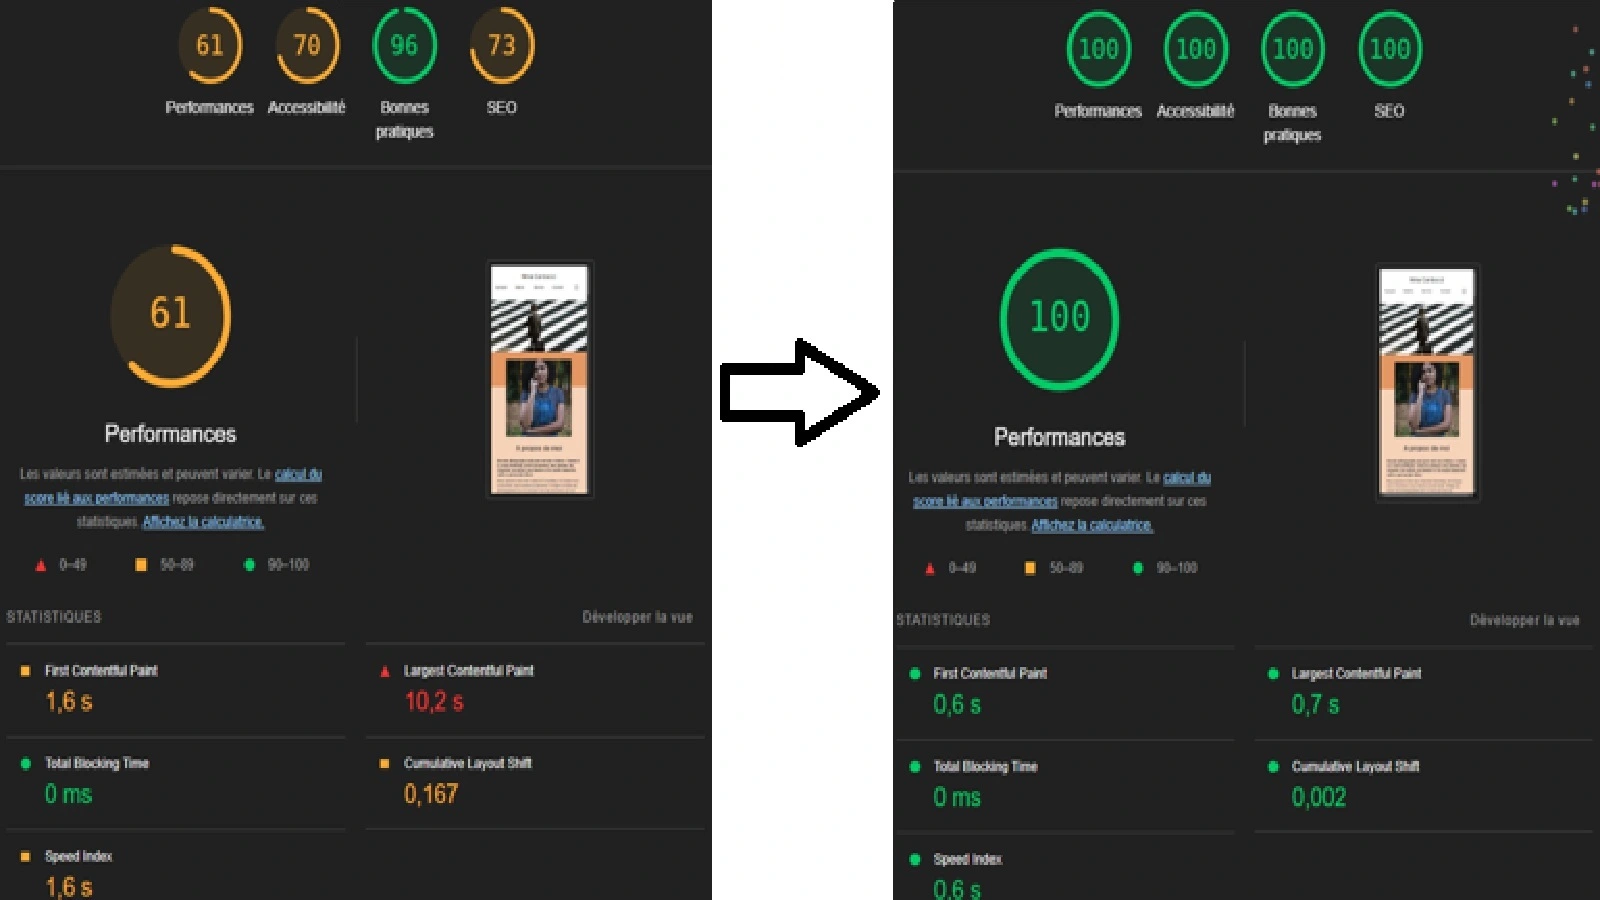 61 70 96 73
Performances Accessibilité Bonnes pratiques SEO
61
Performances
Les valeurs sont estimées et peuvent varier. Le calcul du
score lié aux performances repose directement sur ces
statistiques. Affichez la calculatrice.
0–49 50–89 90–100
STATISTIQUES Développer la vue
First Contentful Paint Largest Contentful Paint
1,6 s 10,2 s
Total Blocking Time Cumulative Layout Shift
0 ms 0,167
Speed Index
1,6 s
100 100 100 100
Performances Accessibilité Bonnes pratiques SEO
100
Performances
Les valeurs sont estimées et peuvent varier. Le calcul du
score lié aux performances repose directement sur ces
statistiques. Affichez la calculatrice.
0–49 50–89 90–100
STATISTIQUES Développer la vue
First Contentful Paint Largest Contentful Paint
0,6 s 0,7 s
Total Blocking Time Cumulative Layout Shift
0 ms 0,002
Speed Index
0,6 s